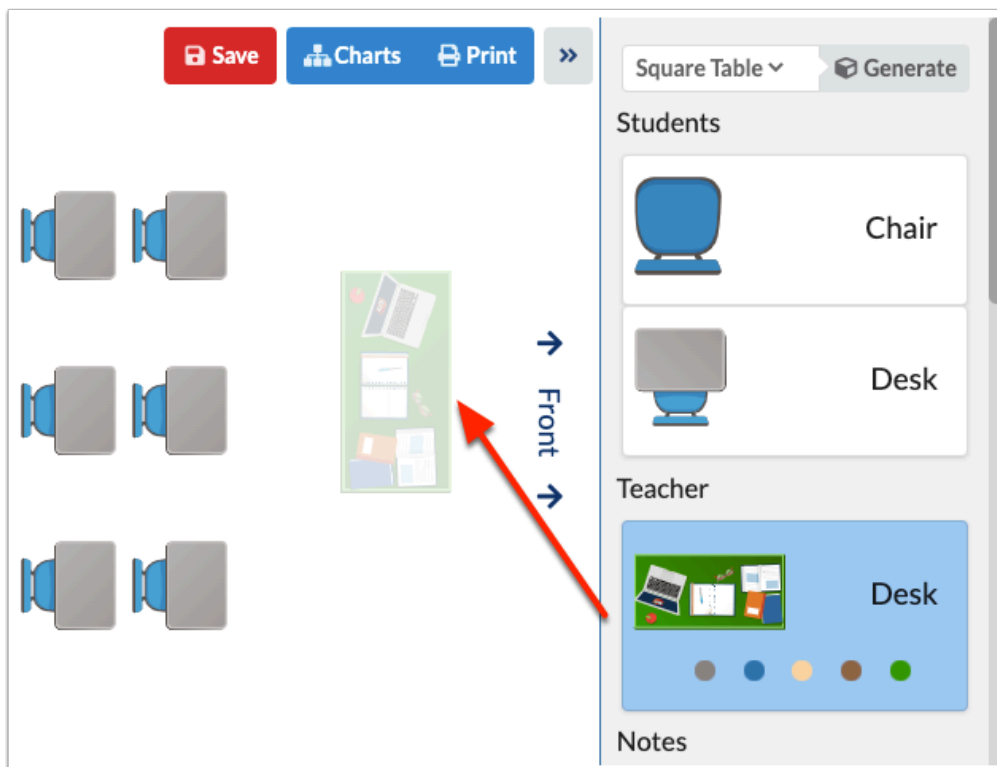 Save
Charts
Print
»
Square Table
Generate
Students
Chair
Desk
Front
Teacher
Desk
Notes